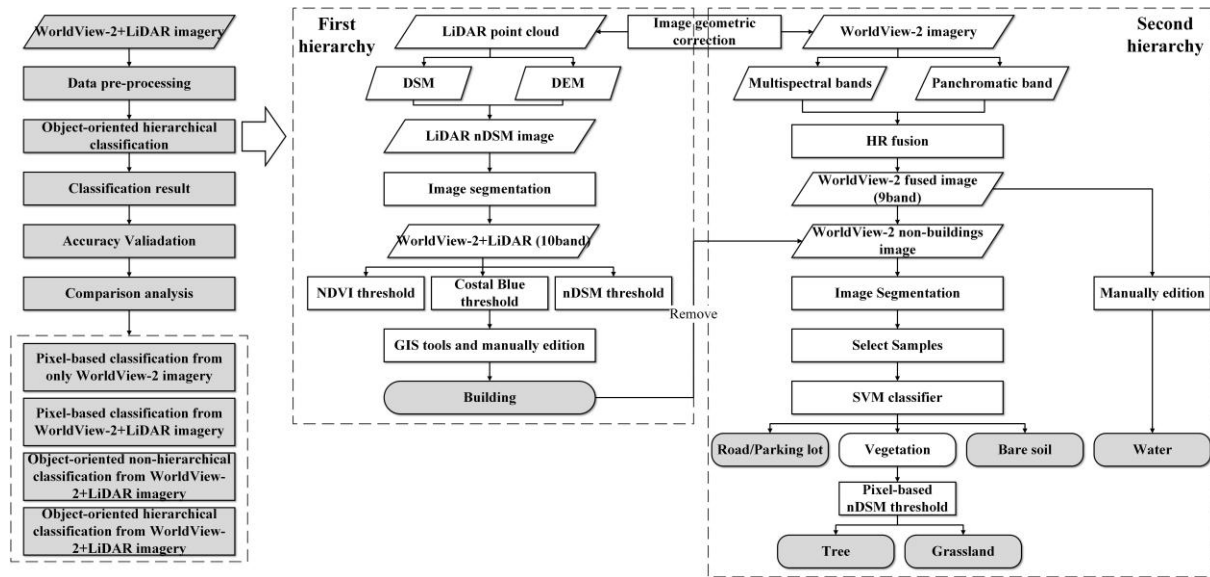 WorldView-2+LiDAR imagery
Data pre-processing
Object-oriented hierarchical
classification
Classification result
Accuracy Valiadation
Comparison analysis
Pixel-based classification from
only WorldView-2 imagery
Pixel-based classification from
WorldView-2+LiDAR imagery
Object-oriented non-hierarchical
classification from WorldView-
2+LiDAR imagery
Object-oriented hierarchical
classification from WorldView-
2+LiDAR imagery
First
hierarchy
LiDAR point cloud
DSM
DEM
LiDAR nDSM image
Image segmentation
WorldView-2+LiDAR (10band)
NDVI threshold
Costal Blue
threshold
nDSM threshold
GIS tools and manually edition
Building
Remove
Image geometric
correction
Second
hierarchy
WorldView-2 imagery
Multispectral bands
Panchromatic band
HR fusion
WorldView-2 fused image
(9band)
WorldView-2 non-buildings
image
Image Segmentation
Manually edition
Select Samples
SVM classifier
Road/Parking lot
Vegetation
Bare soil
Water
Pixel-based
nDSM threshold
Tree
Grassland